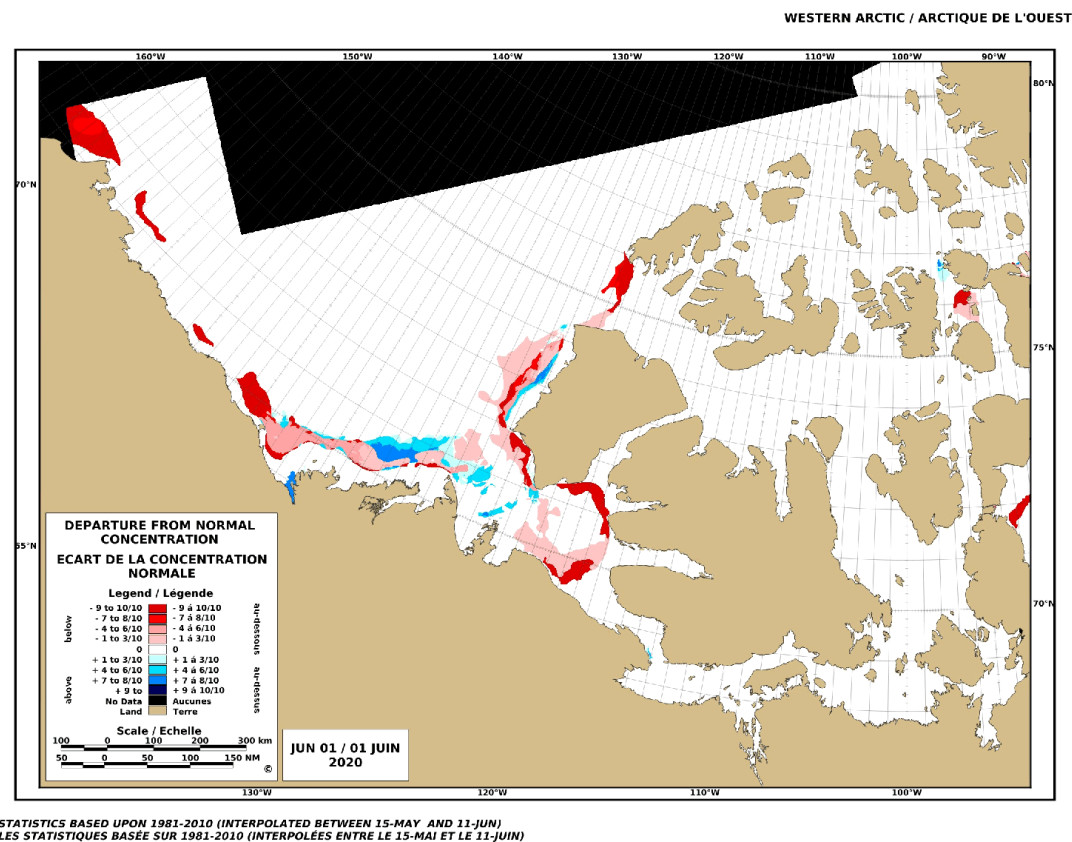 WESTERN ARCTIC / ARCTIQUE DE L'OUEST
160°W 150°W 140°W 130°W 120°W 110°W 100°W 90°W
80°N
70°N
75°N
65°N
70°N
DEPARTURE FROM NORMAL
CONCENTRATION
ECART DE LA CONCENTRATION
NORMALE
Legend / Légende
below
above
- 9 to 10/10 - 9 á 10/10
- 7 to 8/10 - 7 á 8/10
- 4 to 6/10 - 4 á 6/10
- 1 to 3/10 - 1 á 3/10
0 0
+ 1 to 3/10 + 1 á 3/10
+ 4 to 6/10 + 4 á 6/10
+ 7 to 8/10 + 7 á 8/10
+ 9 to + 9 á 10/10
No Data Aucunes
Land Terre
au-dessous
au-dessus
Scale / Echelle
100 0 100 200 300 km
50 0 50 100 150 NM
©
JUN 01 / 01 JUIN
2020
130°W 120°W 110°W 100°W
STATISTICS BASED UPON 1981-2010 (INTERPOLATED BETWEEN 15-MAY AND 11-JUN)
LES STATISTIQUES BASÉE SUR 1981-2010 (INTERPOLÉES ENTRE LE 15-MAI ET LE 11-JUIN)